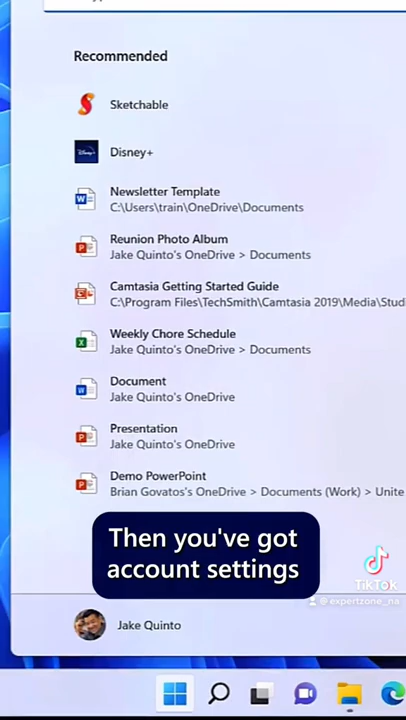 Recommended
Sketchable
Disney+
Disney+
Newsletter Template
C:\Users\train\OneDrive\Documents
Reunion Photo Album
Jake Quinto's OneDrive > Documents
Camtasia Getting Started Guide
C:\Program Files\TechSmith\Camtasia 2019\Media\Stud
Weekly Chore Schedule
Jake Quinto's OneDrive > Documents
Document
Jake Quinto's OneDrive
Presentation
Jake Quinto's OneDrive
Demo PowerPoint
Brian Govatos's OneDrive > Documents (Work) > Unite
Then you've got
account settings
TikTok
@expertzone_na
Jake Quinto